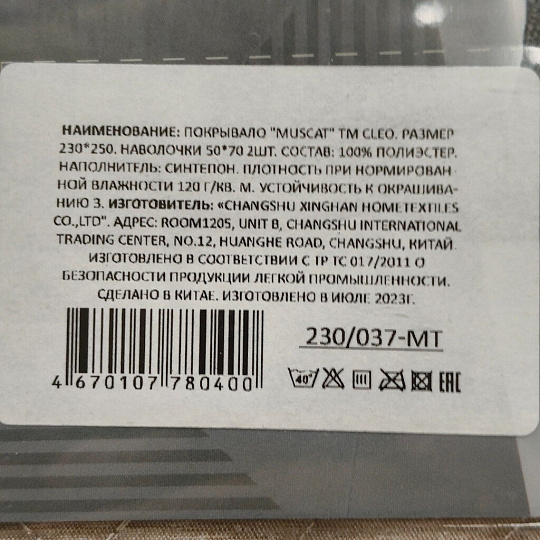 НАИМЕНОВАНИЕ: ПОКРЫВАЛО "MUSCAT" ТМ CLEO. РАЗМЕР
230*250. НАВОЛОЧКИ 50*70 2ШТ. СОСТАВ: 100% ПОЛИЭСТЕР.
НАПОЛНИТЕЛЬ: СИНТЕПОН. ПЛОТНОСТЬ ПРИ НОРМИРОВАН-
НОЙ ВЛАЖНОСТИ 120 Г/КВ. М. УСТОЙЧИВОСТЬ К ОКРАШИВА-
НИЮ 3. ИЗГОТОВИТЕЛЬ: «CHANGSHU XINGHAN HOMETEXTILES
CO.,LTD". АДРЕС: ROOM1205, UNIT B, CHANGSHU INTERNATIONAL
TRADING CENTER, NO.12, HUANGHE ROAD, CHANGSHU, КИТАЙ.
ИЗГОТОВЛЕНО В СООТВЕТСТВИИ С ТР ТС 017/2011 О
БЕЗОПАСНОСТИ ПРОДУКЦИИ ЛЕГКОЙ ПРОМЫШЛЕННОСТИ.
СДЕЛАНО В КИТАЕ. ИЗГОТОВЛЕНО В ИЮЛЕ 2023Г.
230/037-МТ
40° EAC
4 670107 780400